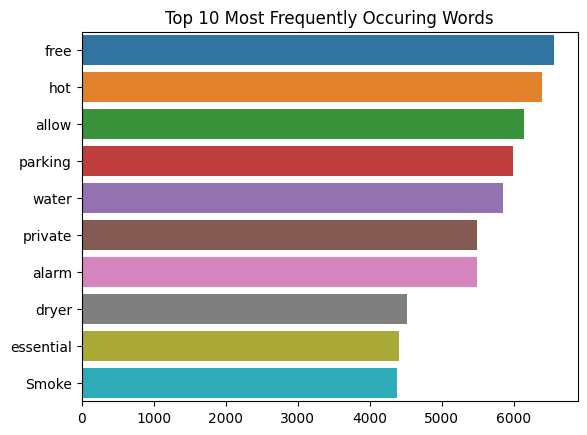 Top 10 Most Frequently Occuring Words
free
hot
allow
parking
water
private
alarm
dryer
essential
Smoke
0 1000 2000 3000 4000 5000 6000